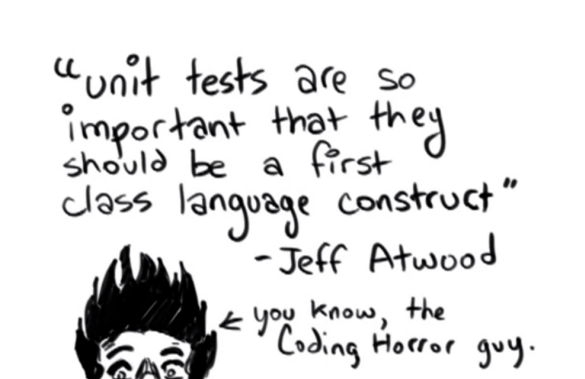 “unit tests are so
important that they
should be a first
class language construct”
- Jeff Atwood
← you know, the
Coding Horror guy.